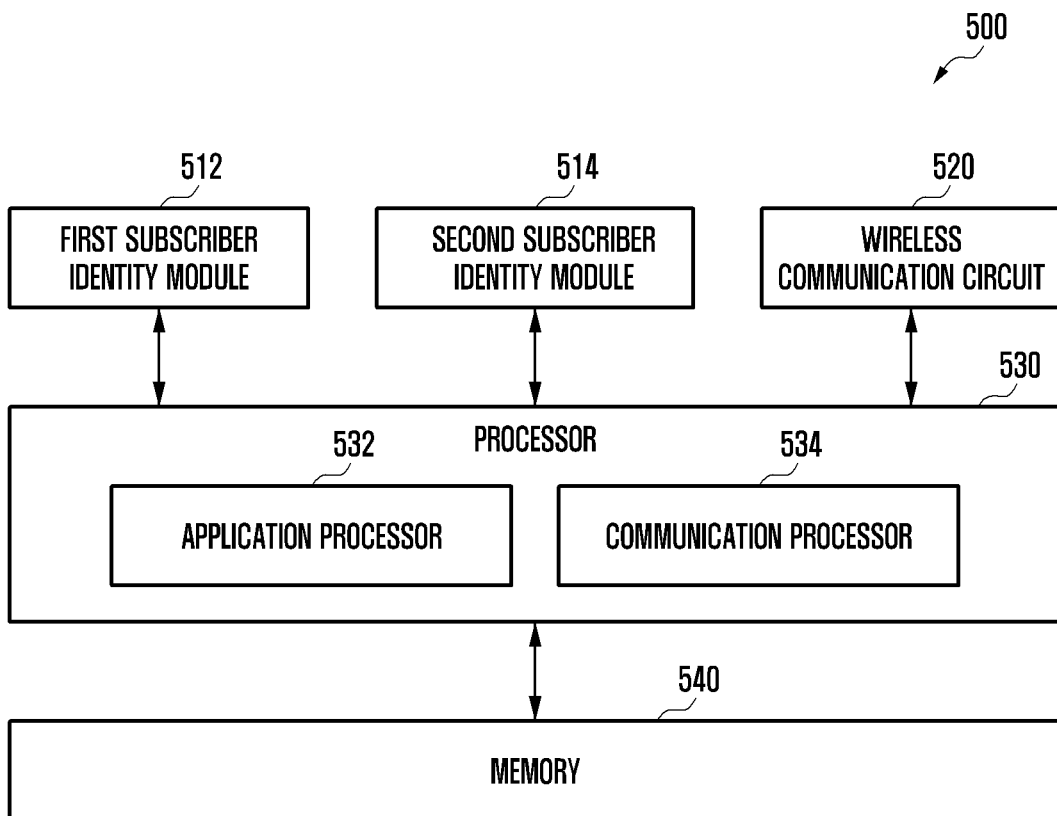 500
512
514
520
FIRST SUBSCRIBER
IDENTITY MODULE
SECOND SUBSCRIBER
IDENTITY MODULE
WIRELESS
COMMUNICATION CIRCUIT
530
PROCESSOR
532
534
APPLICATION PROCESSOR
COMMUNICATION PROCESSOR
540
MEMORY